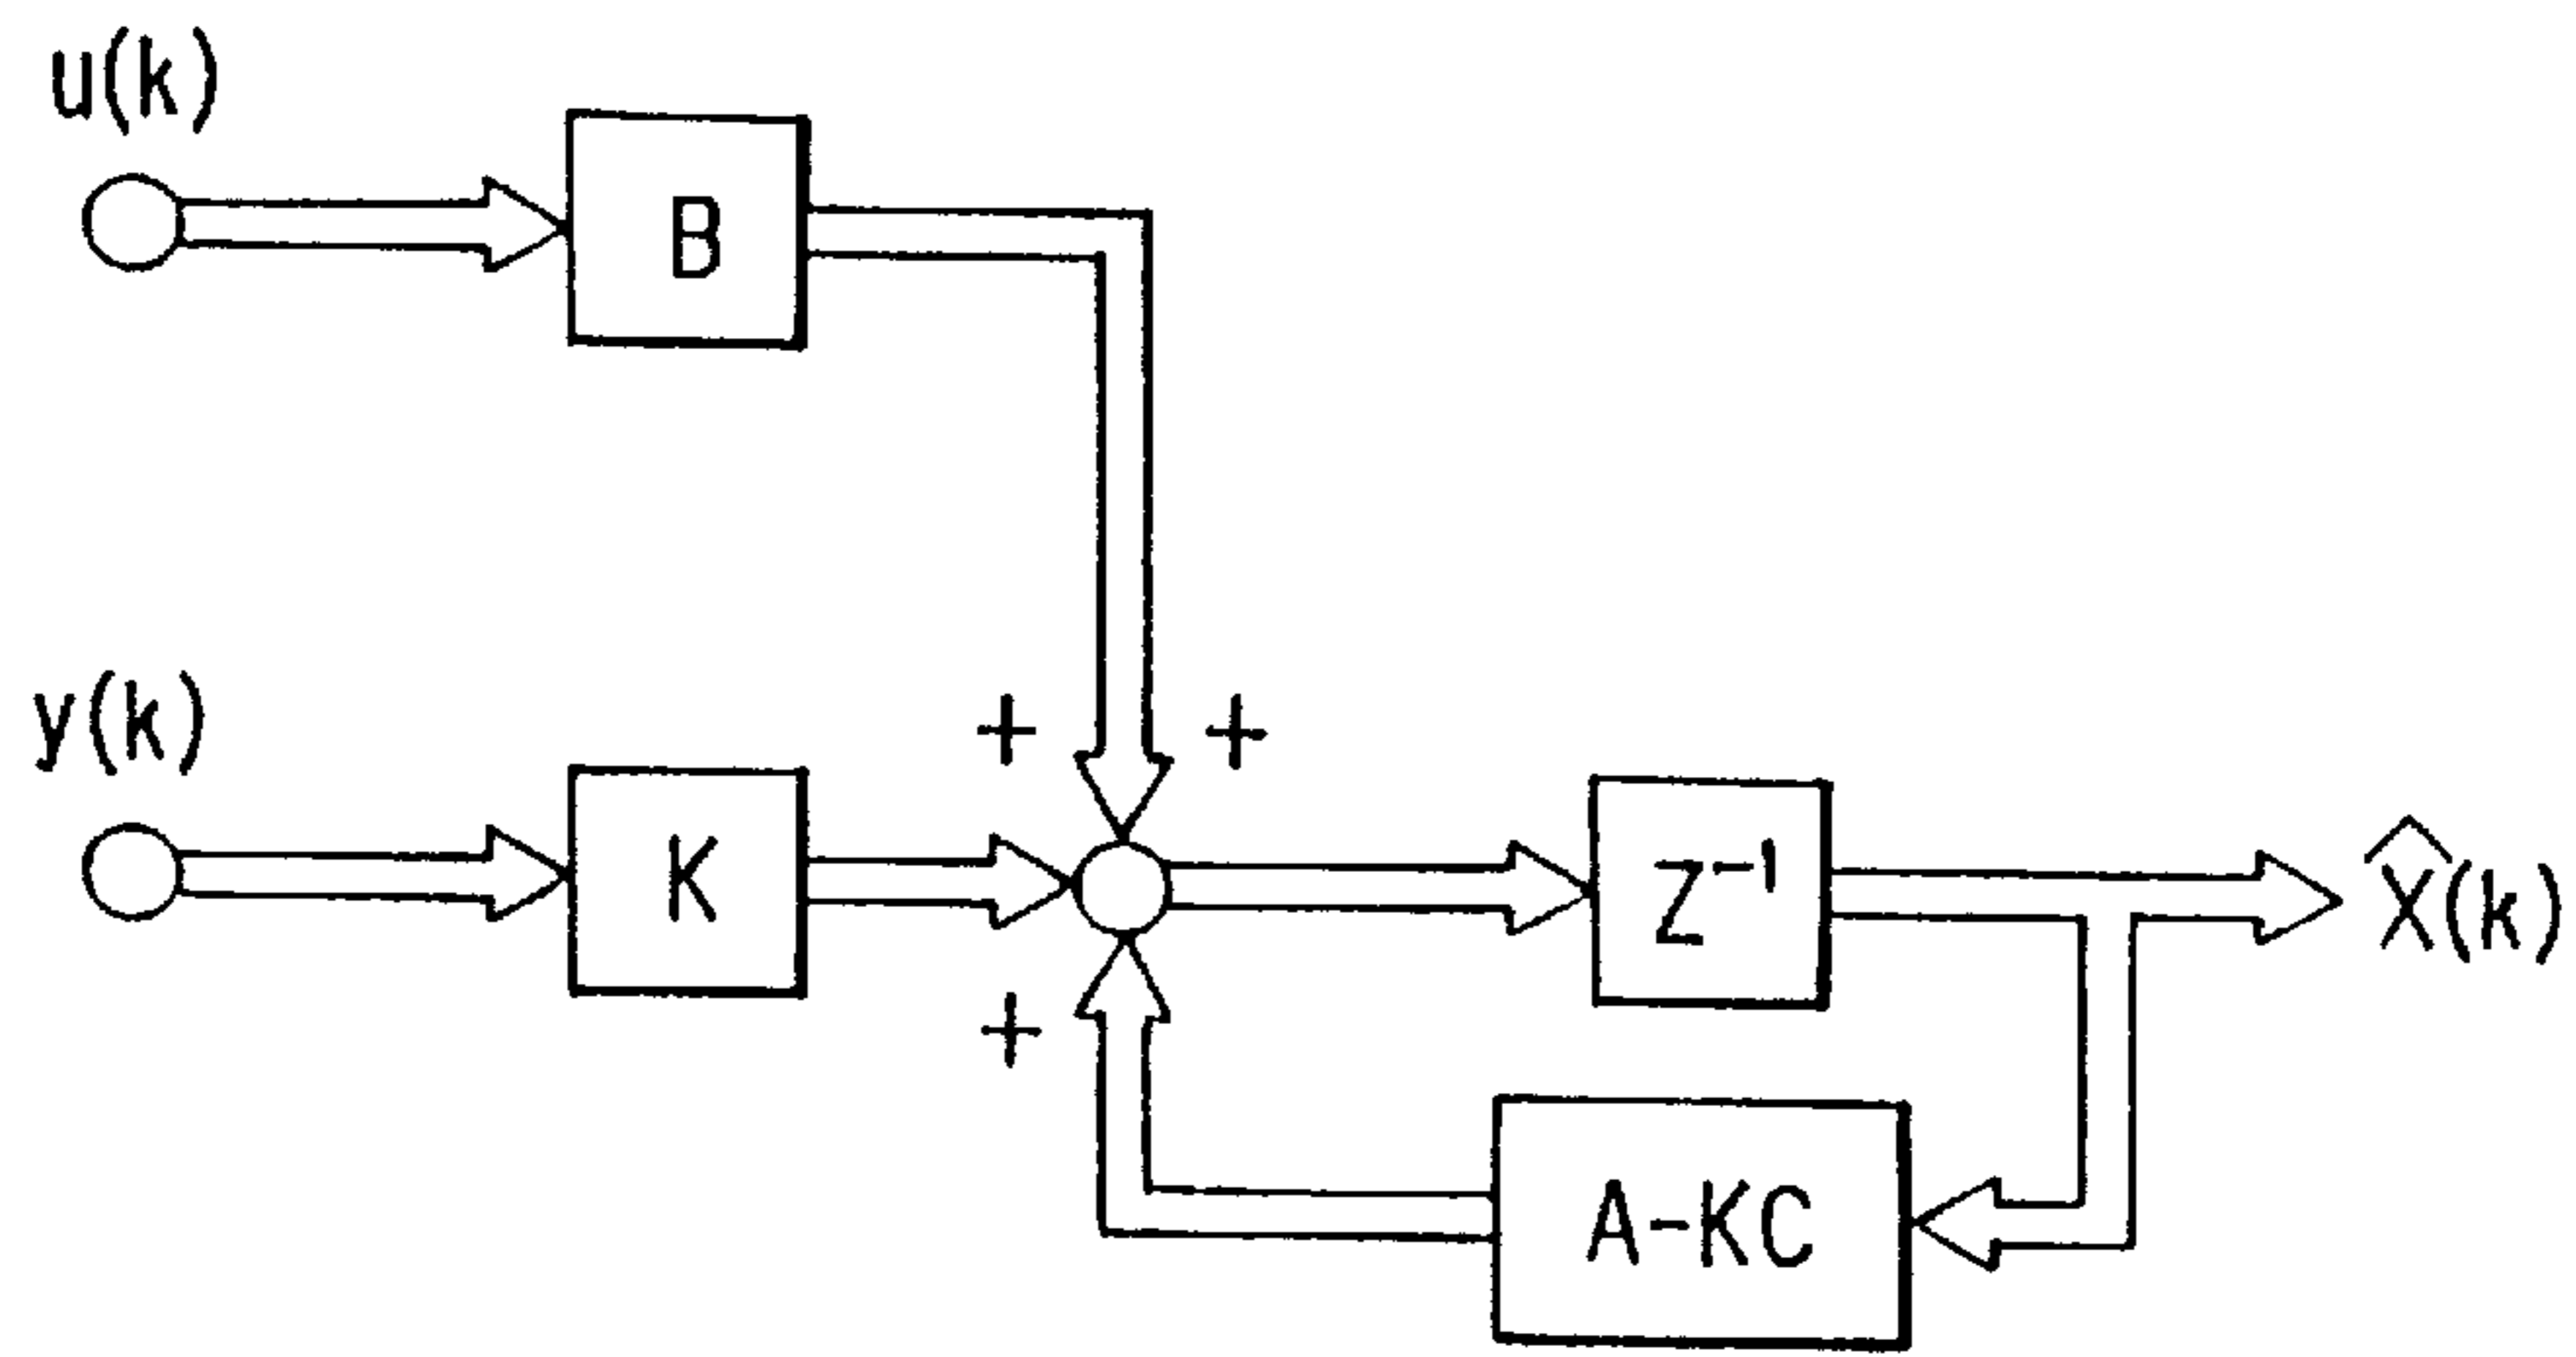 u(k)
B
y(k)
+ +
K
Z⁻¹
X̂(k)
+
A-KC